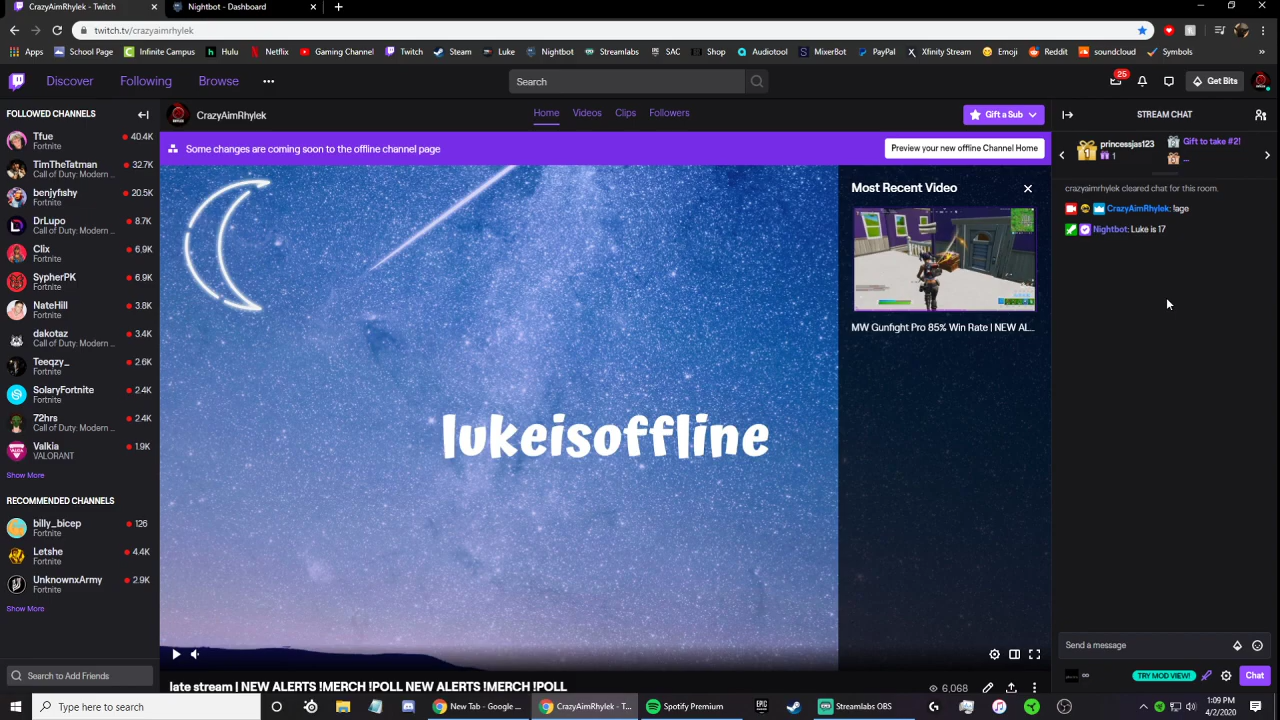 CrazyAimRhylek - Twitch
Nightbot - Dashboard
twitch.tv/crazyaimrhylek
Apps School Page Infinite Campus Hulu Netflix Gaming Channel Twitch Steam Luke Nightbot Streamlabs SAC Shop Audiotool MixerBot PayPal Xfinity Stream Emoji Reddit soundcloud Symbols
Discover Following Browse
Search
25
Get Bits
FOLLOWED CHANNELS
Tfue 40.4K
Fortnite
TimTheTatman 32.7K
Call of Duty: Modern ...
benjyfishy 20.5K
Fortnite
DrLupo 8.7K
Call of Duty: Modern ...
Clix 6.9K
Fortnite
SypherPK 6.9K
Fortnite
NateHill 3.8K
Fortnite
dakotaz 3.4K
Call of Duty: Modern ...
Teeqzy_ 2.6K
Fortnite
SolaryFortnite 2.4K
Fortnite
72hrs 2.4K
Call of Duty: Modern ...
Valkia 1.9K
VALORANT
Show More
RECOMMENDED CHANNELS
billy_bicep 126
Fortnite
Letshe 4.4K
Fortnite
UnknownxArmy 2.9K
Fortnite
Show More
Search to Add Friends
CrazyAimRhylek
Home Videos Clips Followers
Gift a Sub
Some changes are coming soon to the offline channel page
Preview your new offline Channel Home
Most Recent Video
MW Gunfight Pro 85% Win Rate | NEW AL...
lukeisoffline
late stream | NEW ALERTS !MERCH !POLL NEW ALERTS !MERCH !POLL
6,068
STREAM CHAT
1
princessjas123
1
Gift to take #2!
...
crazyaimrhylek cleared chat for this room.
CrazyAimRhylek: !age
Nightbot: Luke is 17
Send a message
∞
TRY MOD VIEW!
Chat
Type here to search
New Tab - Google ...
CrazyAimRhylek - T...
Spotify Premium
Streamlabs OBS
1:09 PM
4/2/2020